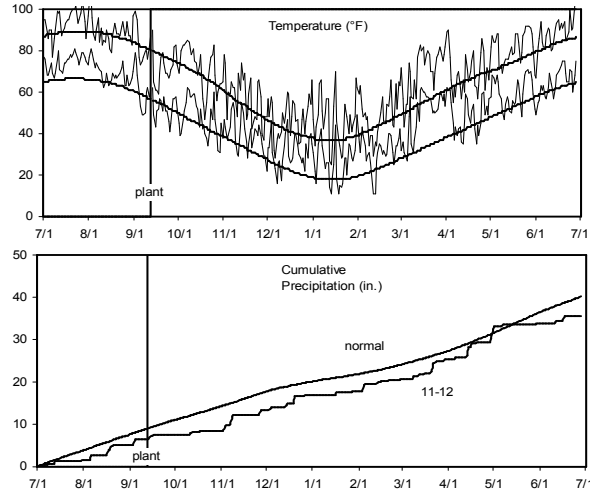 100
Temperature (°F)
80
60
40
20
plant
0
7/1 8/1 9/1 10/1 11/1 12/1 1/1 2/1 3/1 4/1 5/1 6/1 7/1
50
Cumulative
Precipitation (in.)
40
normal
30
20
11-12
10
plant
0
7/1 8/1 9/1 10/1 11/1 12/1 1/1 2/1 3/1 4/1 5/1 6/1 7/